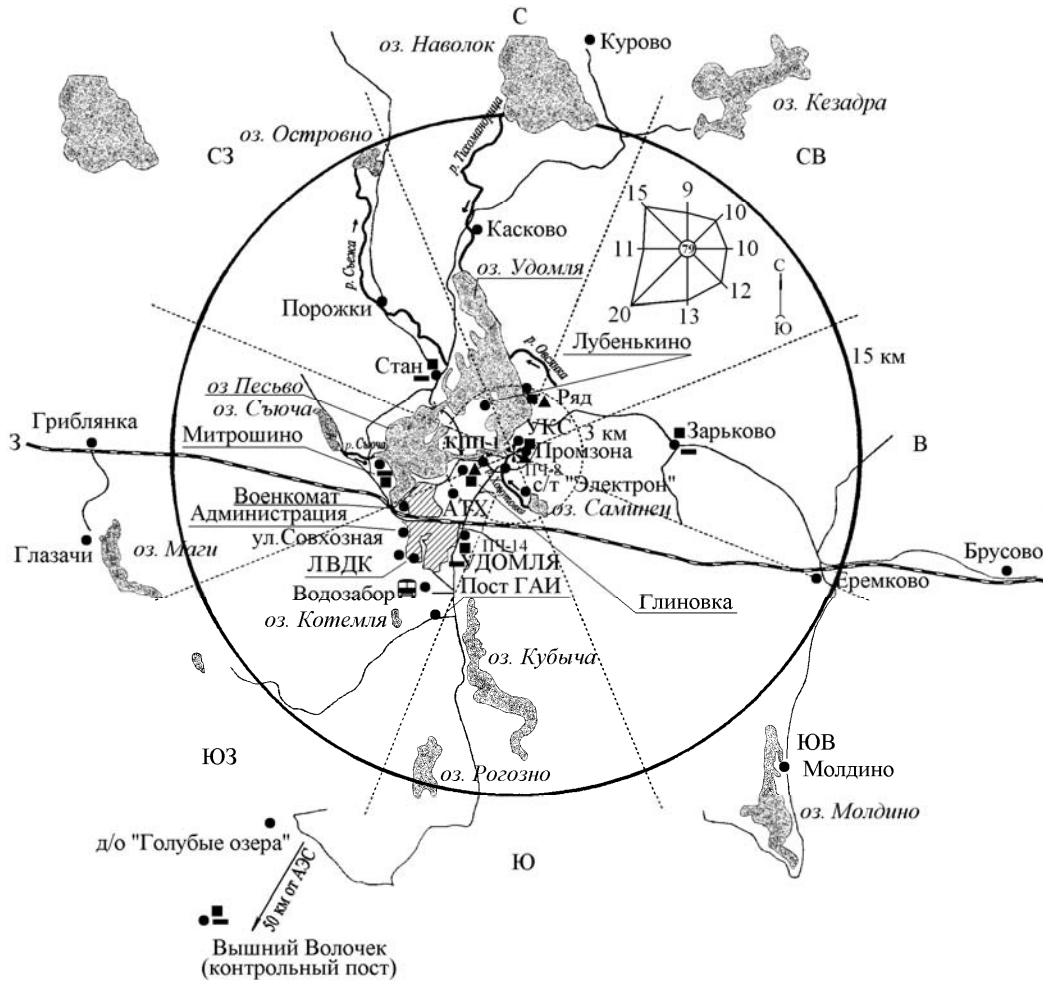 С
оз. Наволок
Курово
оз. Кезадра
оз. Островно
СЗ
СВ
р. Тихомандрица
15
9
10
11
79
10
20
13
12
С
Ю
Касково
оз. Удомля
р. Съежа
Порожки
Лубенькино
15 км
Стан
р. Овсянка
Ряд
оз Песьво
оз. Съюча
Гриблянка
УКС
3 км
Зарьково
З
В
Митрошино
р. Сьюча
КПП-1
Промзона
ПЧ-8
с/т "Электрон"
Военкомат
АТХ
оз. Саминец
Администрация
ул.Совхозная
ПЧ-14
Глазачи
оз. Маги
ЛВДК
УДОМЛЯ
Брусово
Еремково
Водозабор
Пост ГАИ
Глиновка
оз. Котемля
оз. Кубыча
ЮЗ
ЮВ
оз. Рогозно
Молдино
оз. Молдино
д/о "Голубые озера"
Ю
50 км от АЭС
Вышний Волочек
(контрольный пост)